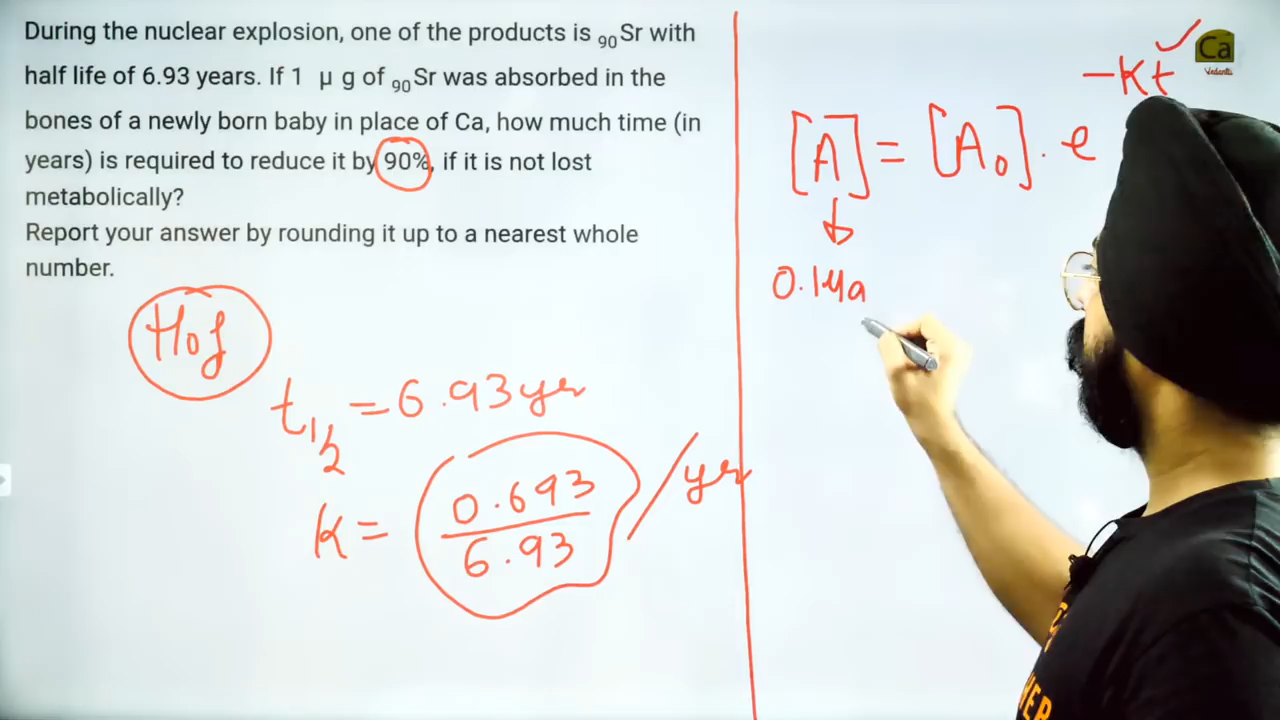 During the nuclear explosion, one of the products is ₉₀Sr with
half life of 6.93 years. If 1 μ g of ₉₀Sr was absorbed in the
bones of a newly born baby in place of Ca, how much time (in
years) is required to reduce it by 90%, if it is not lost
metabolically?
Report your answer by rounding it up to a nearest whole
number.
t₁/₂ = 6.93 yr
K = 0.693/6.93 /yr
Ca
Vedantu
[A] = [A₀] . e^-Kt